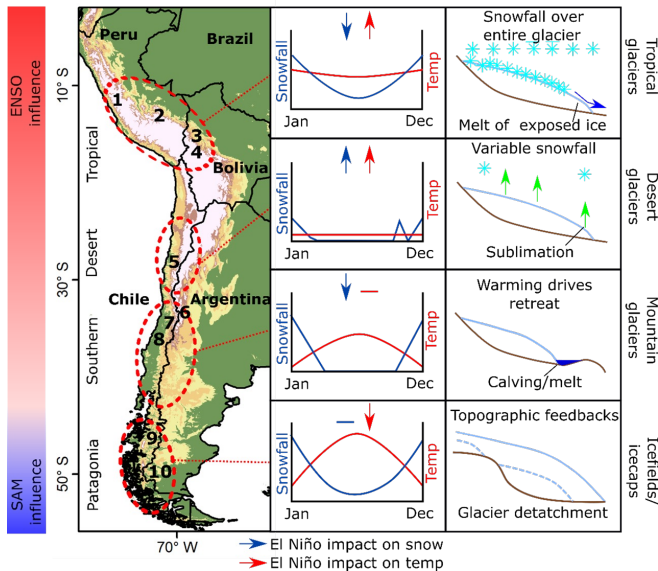 ENSO
influence
SAM
influence
10°S
30° S
50°S
70° W
Tropical
Desert
Southern
Patagonia
Peru
Brazil
Bolivia
Chile
Argentina
1
2
3
4
5
6
7
8
9
10
Snowfall
Temp
Jan
Dec
Snowfall over
entire glacier
Melt of exposed ice
Tropical
glaciers
Snowfall
Temp
Jan
Dec
Variable snowfall
Sublimation
Desert
glaciers
Snowfall
Temp
Jan
Dec
Warming drives
retreat
Calving/melt
Mountain
glaciers
Snowfall
Temp
Jan
Dec
Topographic feedbacks
Glacier detatchment
Icefields/
icecaps
El Niño impact on snow
El Niño impact on temp